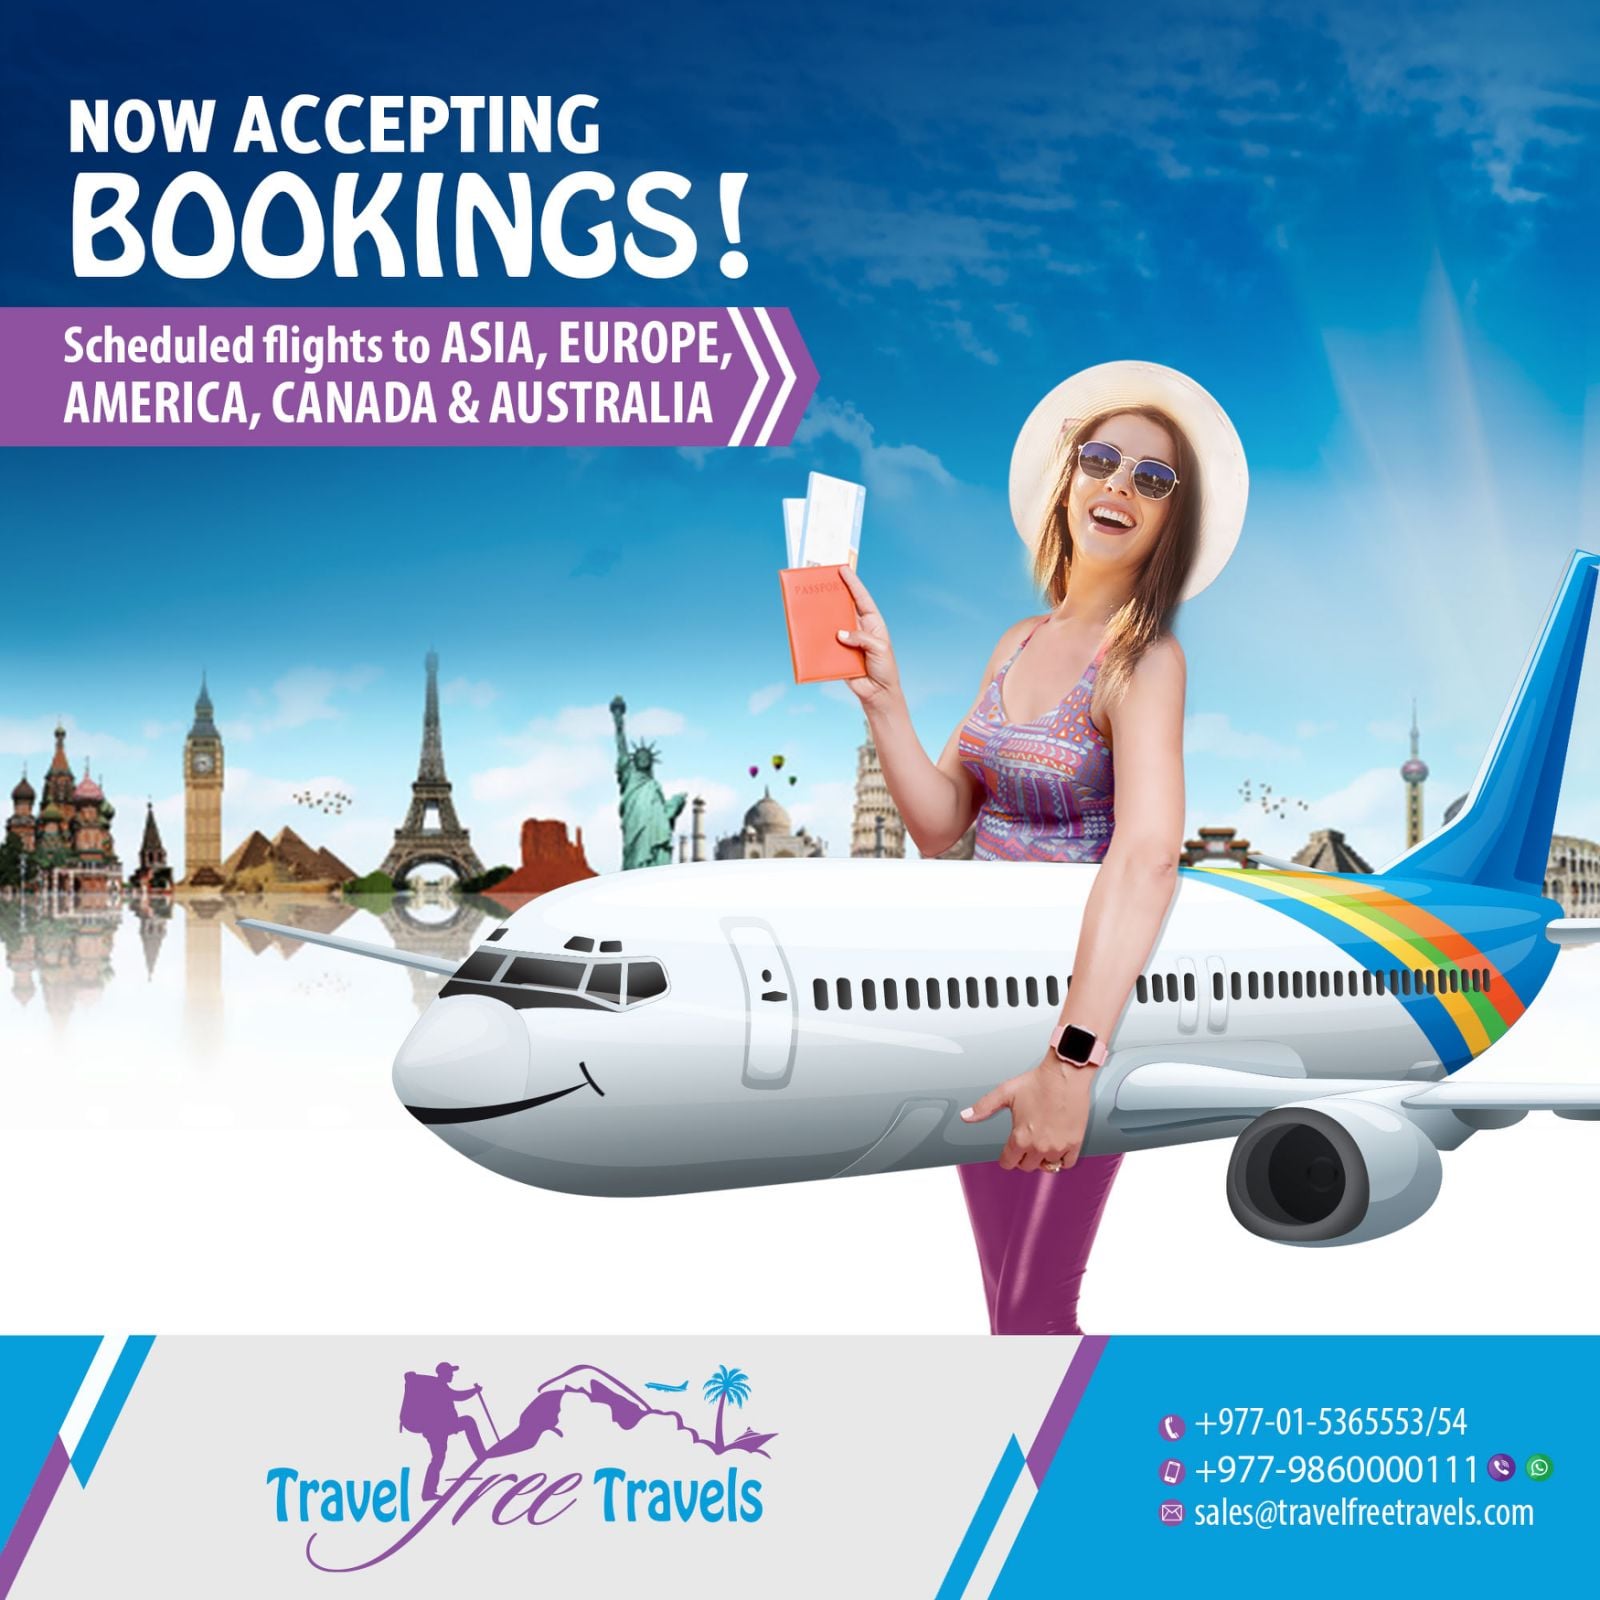 NOW ACCEPTING
BOOKINGS!
Scheduled flights to ASIA, EUROPE,
AMERICA, CANADA & AUSTRALIA
PASSPORT
Travel free Travels
+977-01-5365553/54
+977-9860000111
sales@travelfreetravels.com